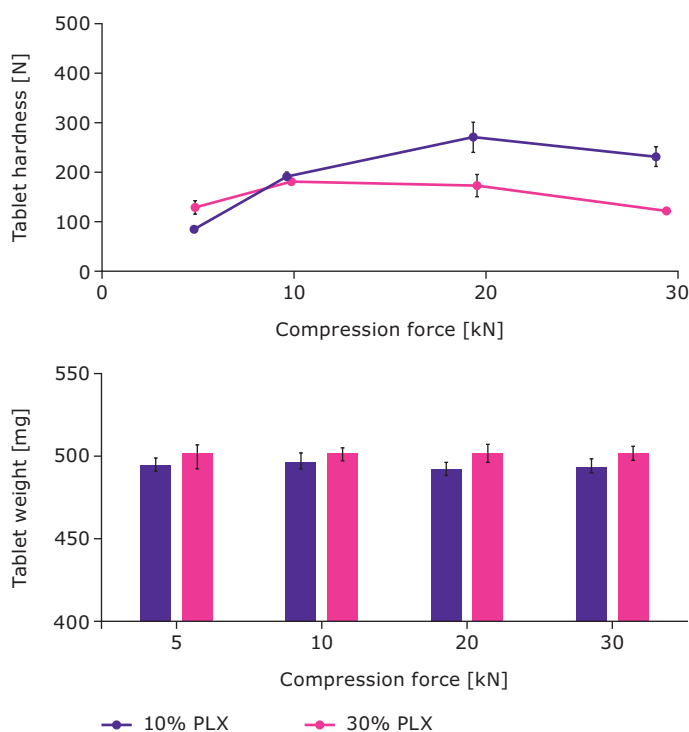 Tablet hardness [N]
500
400
300
200
100
0
0 10 20 30
Compression force [kN]
Tablet weight [mg]
550
500
450
400
5 10 20 30
Compression force [kN]
10% PLX 30% PLX